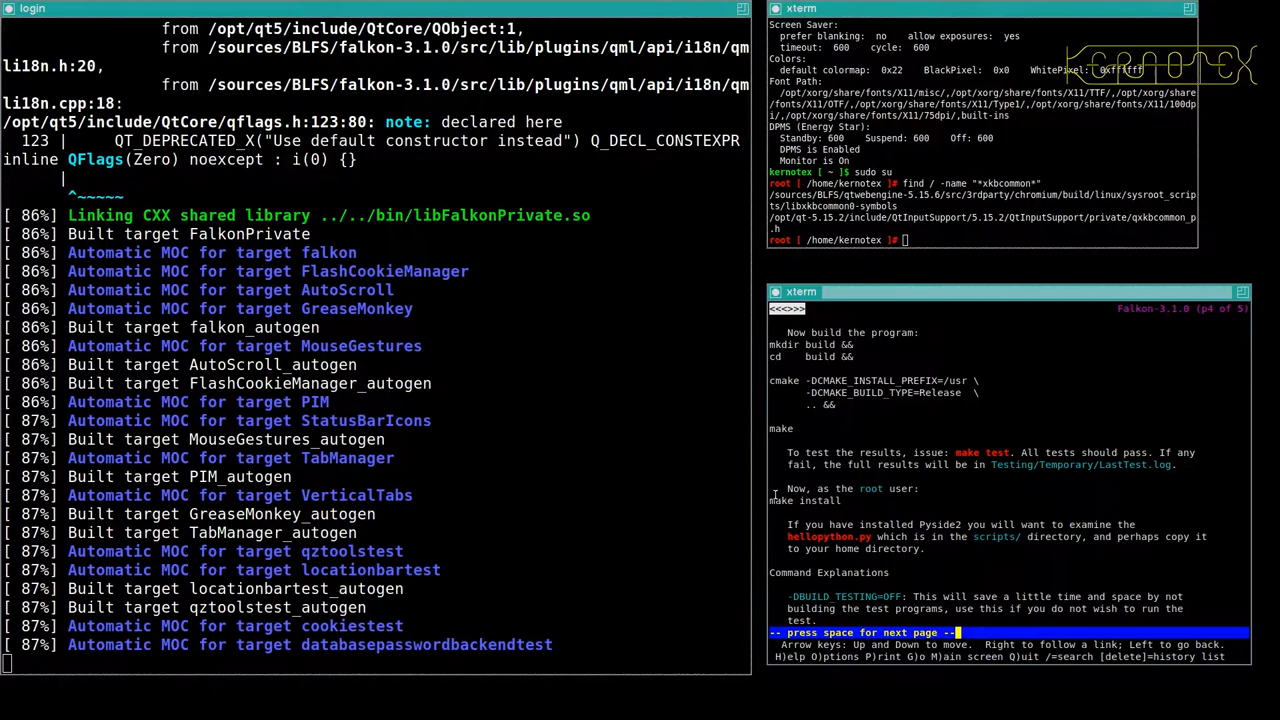 login
from /opt/qt5/include/QtCore/QObject:1,
from /sources/BLFS/falkon-3.1.0/src/lib/plugins/qml/api/i18n/qm
li18n.h:20,
from /sources/BLFS/falkon-3.1.0/src/lib/plugins/qml/api/i18n/qm
li18n.cpp:18:
/opt/qt5/include/QtCore/qflags.h:123:80: note: declared here
123 |     QT_DEPRECATED_X("Use default constructor instead") Q_DECL_CONSTEXPR
inline QFlags(Zero) noexcept : i(0) {}
|
^~~~~~
[ 86%] Linking CXX shared library ../../bin/libFalkonPrivate.so
[ 86%] Built target FalkonPrivate
[ 86%] Automatic MOC for target falkon
[ 86%] Automatic MOC for target FlashCookieManager
[ 86%] Automatic MOC for target AutoScroll
[ 86%] Automatic MOC for target GreaseMonkey
[ 86%] Built target falkon_autogen
[ 86%] Automatic MOC for target MouseGestures
[ 86%] Built target AutoScroll_autogen
[ 86%] Built target FlashCookieManager_autogen
[ 86%] Automatic MOC for target PIM
[ 87%] Automatic MOC for target StatusBarIcons
[ 87%] Built target MouseGestures_autogen
[ 87%] Automatic MOC for target TabManager
[ 87%] Built target PIM_autogen
[ 87%] Automatic MOC for target VerticalTabs
[ 87%] Built target GreaseMonkey_autogen
[ 87%] Built target TabManager_autogen
[ 87%] Automatic MOC for target qztoolstest
[ 87%] Automatic MOC for target locationbartest
[ 87%] Built target locationbartest_autogen
[ 87%] Built target qztoolstest_autogen
[ 87%] Automatic MOC for target cookiestest
[ 87%] Automatic MOC for target databasepasswordbackendtest
xterm
Screen Saver:
prefer blanking:  no    allow exposures:  yes
timeout:  600    cycle:  600
Colors:
default colormap:  0x22    BlackPixel:  0x0    WhitePixel:  0xffffff
KERNOTEX
Font Path:
/opt/xorg/share/fonts/X11/misc/,/opt/xorg/share/fonts/X11/TTF/,/opt/xorg/share
/fonts/X11/OTF/,/opt/xorg/share/fonts/X11/Type1/,/opt/xorg/share/fonts/X11/100dp
i/,/opt/xorg/share/fonts/X11/75dpi/,built-ins
DPMS (Energy Star):
Standby: 600    Suspend: 600    Off: 600
DPMS is Enabled
Monitor is On
kernotex [ ~ ]$ sudo su
root [ /home/kernotex ]# find / -name "*xkbcommon*"
/sources/BLFS/qtwebengine-5.15.6/src/3rdparty/chromium/build/linux/sysroot_scrip
ts/libxkbcommon0-symbols
/opt/qt-5.15.2/include/QtInputSupport/5.15.2/QtInputSupport/private/qxkbcommon_p
.h
root [ /home/kernotex ]#
xterm
<<<>>> Falkon-3.1.0 (p4 of 5)
Now build the program:
mkdir build &&
cd    build &&
cmake -DCMAKE_INSTALL_PREFIX=/usr \
-DCMAKE_BUILD_TYPE=Release  \
.. &&
make
To test the results, issue: make test. All tests should pass. If any
fail, the full results will be in Testing/Temporary/LastTest.log.
Now, as the root user:
make install
If you have installed Pyside2 you will want to examine the
hellopython.py which is in the scripts/ directory, and perhaps copy it
to your home directory.
Command Explanations
-DBUILD_TESTING=OFF: This will save a little time and space by not
building the test programs, use this if you do not wish to run the
test.
-- press space for next page --
Arrow keys: Up and Down to move.  Right to follow a link; Left to go back.
H)elp O)ptions P)rint G)o M)ain screen Q)uit /=search [delete]=history list